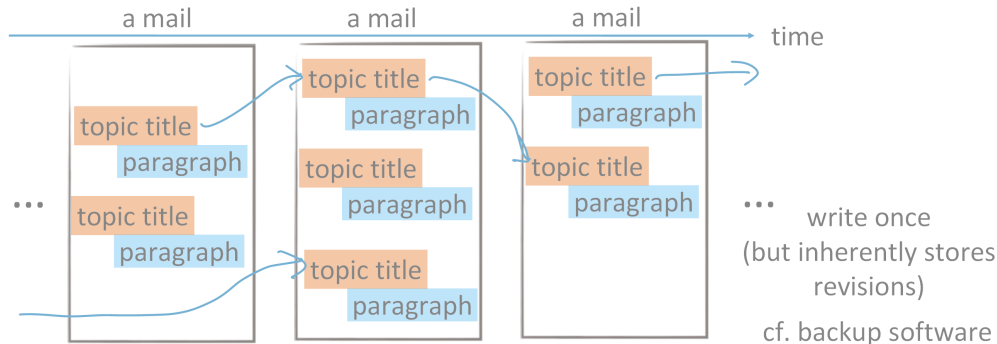 a mail
a mail
a mail
time
topic title
paragraph
topic title
paragraph
topic title
paragraph
topic title
paragraph
topic title
paragraph
topic title
paragraph
topic title
paragraph
...
...
write once
(but inherently stores
revisions)
cf. backup software